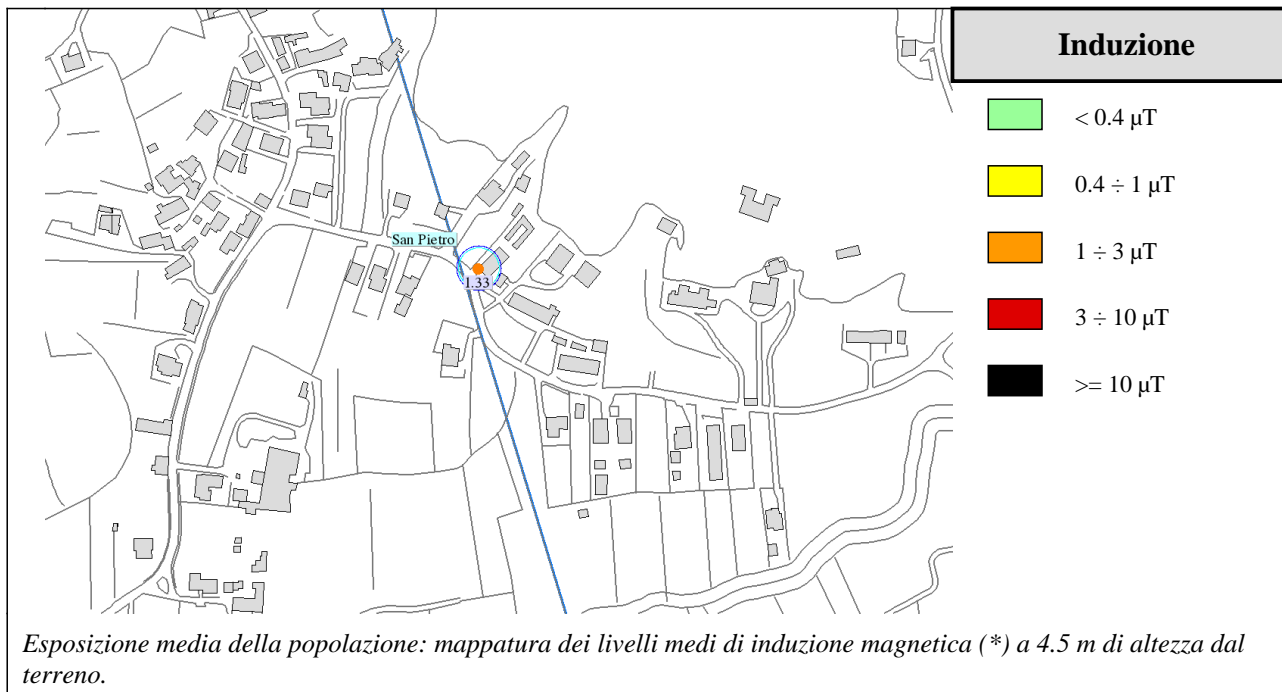 Induzione
< 0.4 µT
0.4 ÷ 1 µT
1 ÷ 3 µT
3 ÷ 10 µT
>= 10 µT
San Pietro
1.33
Esposizione media della popolazione: mappatura dei livelli medi di induzione magnetica (*) a 4.5 m di altezza dal
terreno.